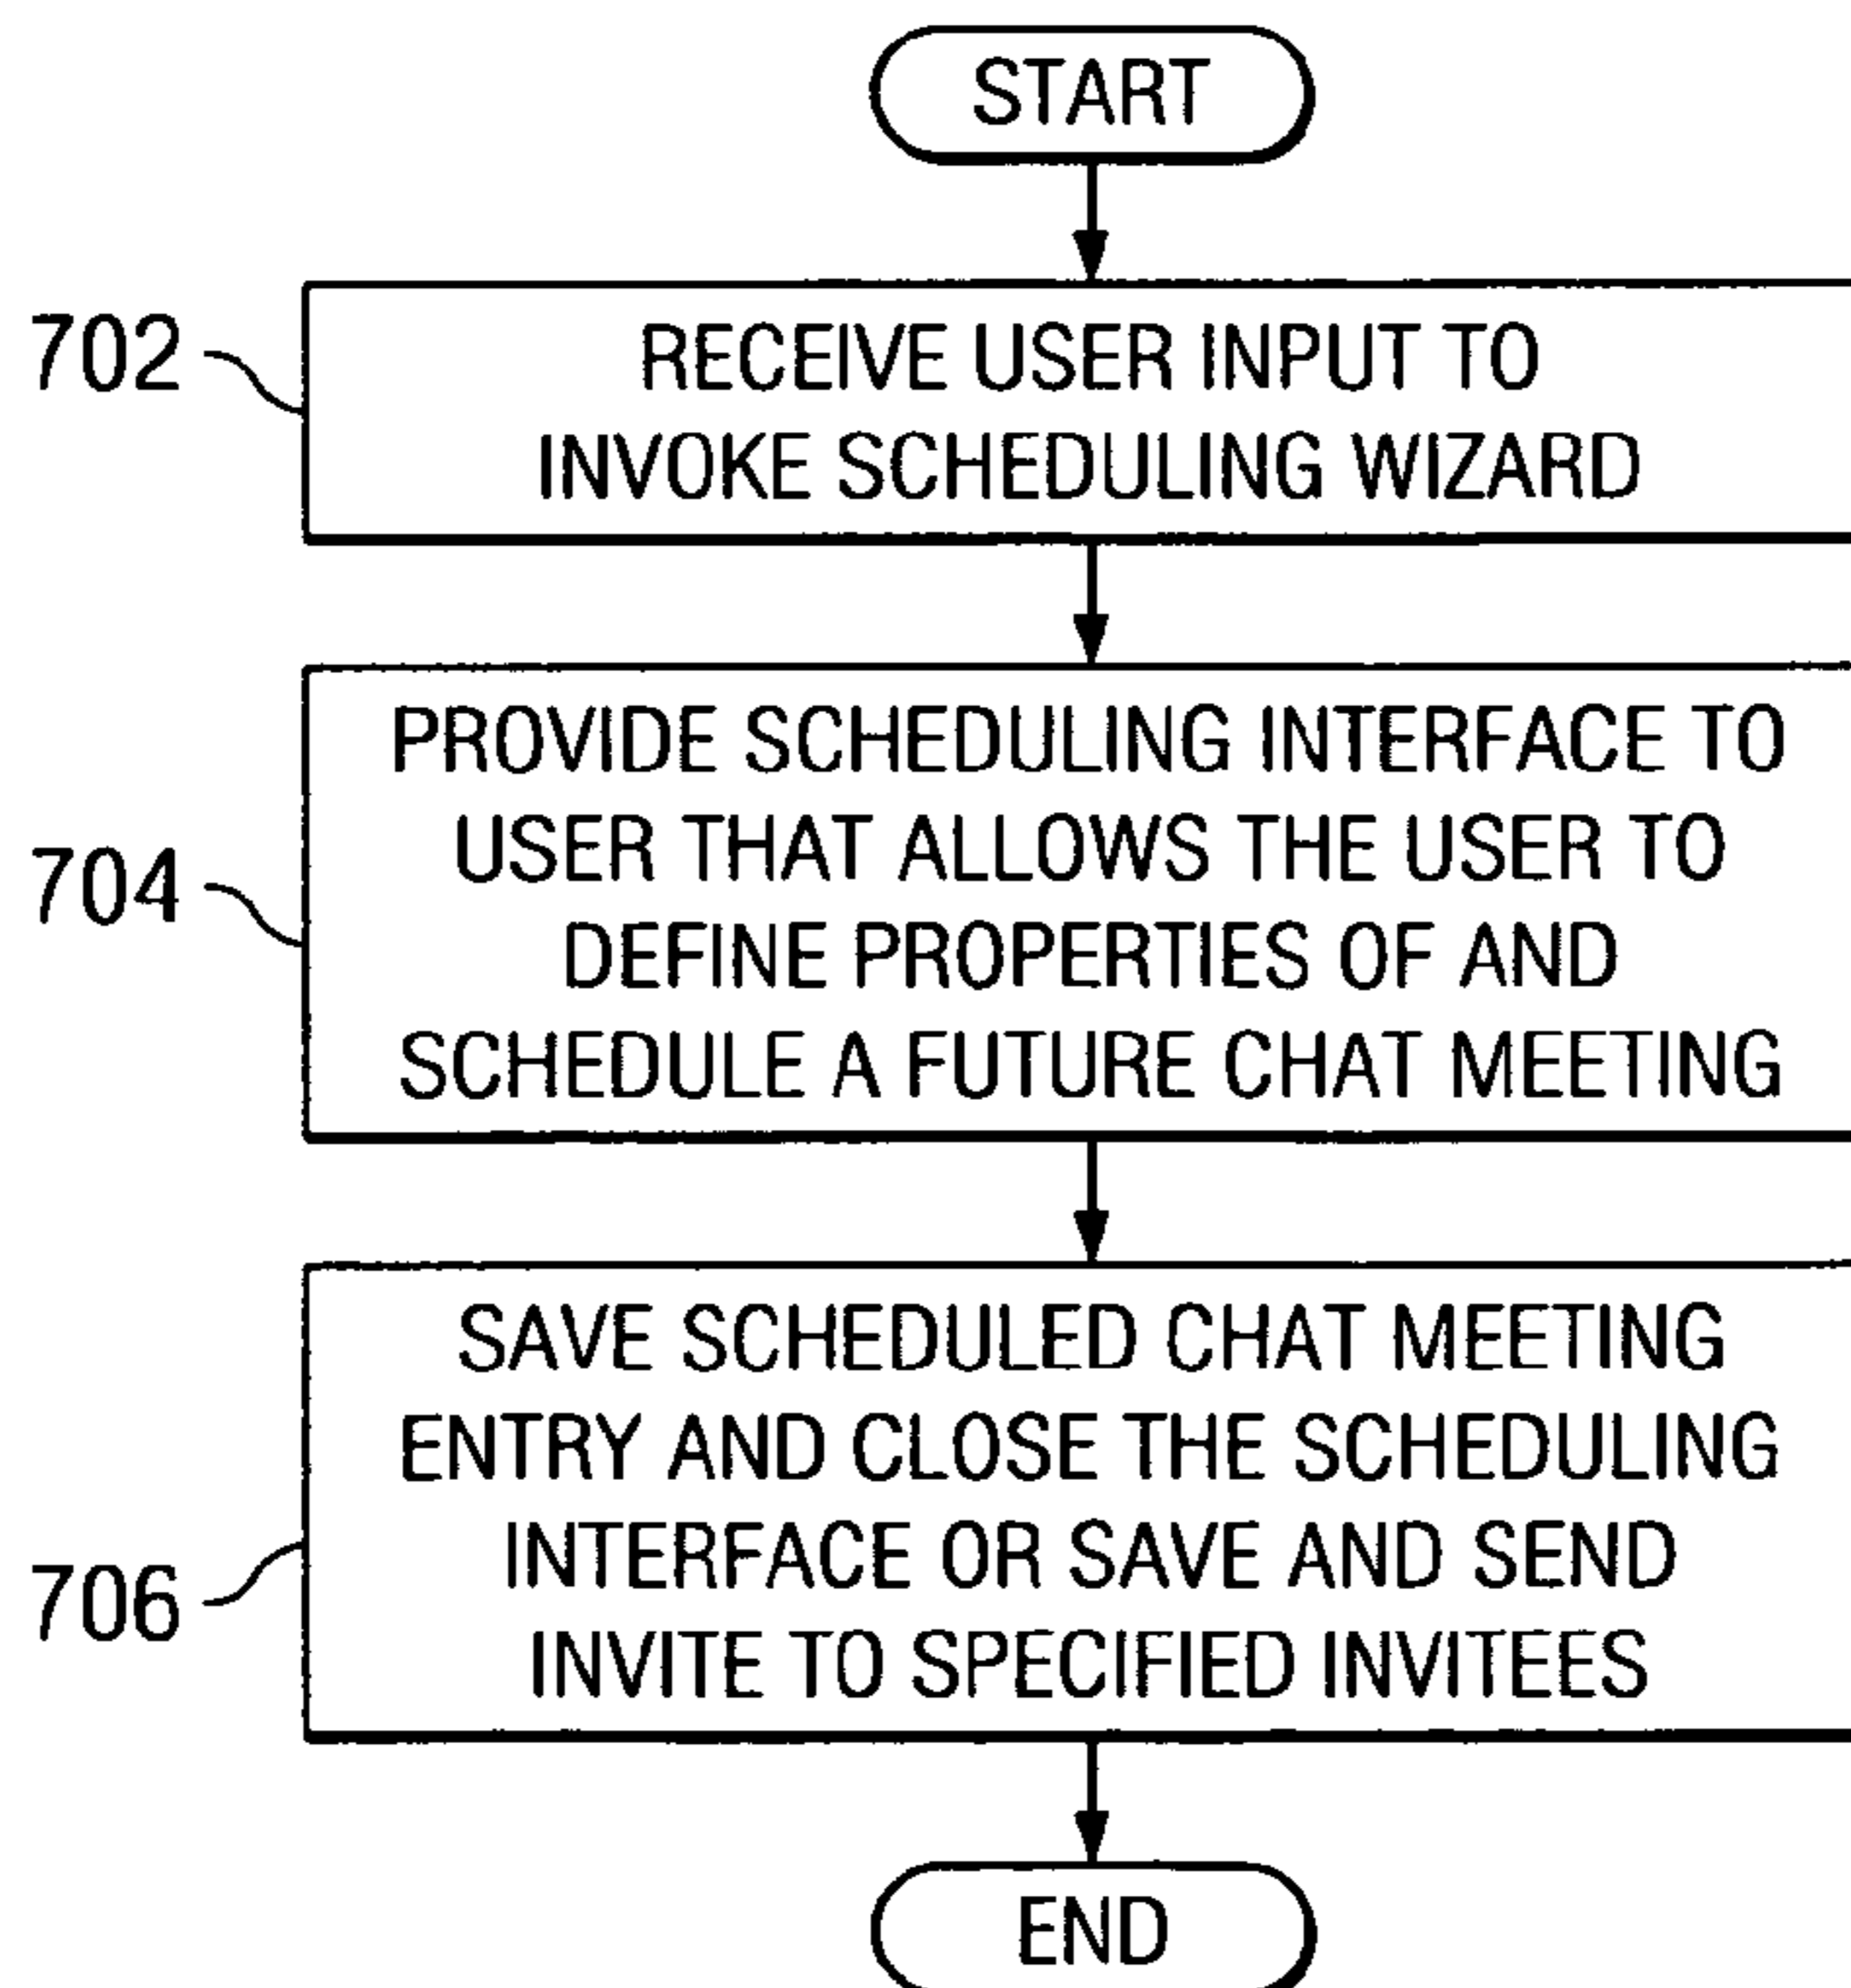 START
702
RECEIVE USER INPUT TO
INVOKE SCHEDULING WIZARD
704
PROVIDE SCHEDULING INTERFACE TO
USER THAT ALLOWS THE USER TO
DEFINE PROPERTIES OF AND
SCHEDULE A FUTURE CHAT MEETING
706
SAVE SCHEDULED CHAT MEETING
ENTRY AND CLOSE THE SCHEDULING
INTERFACE OR SAVE AND SEND
INVITE TO SPECIFIED INVITEES
END